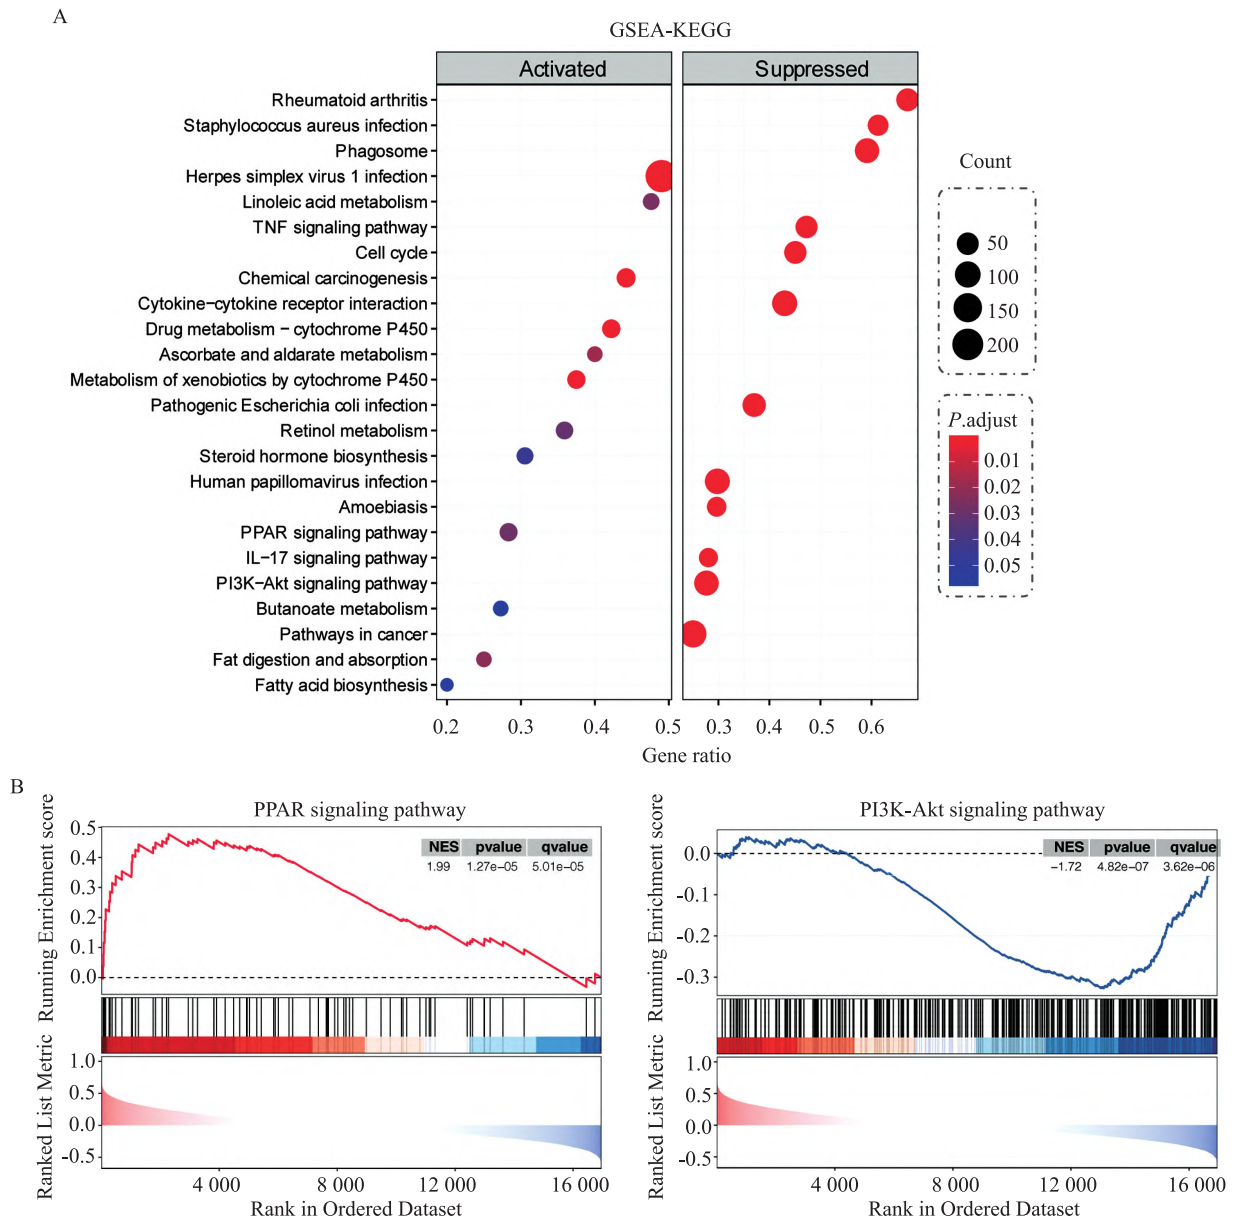 A
GSEA-KEGG
Activated
Suppressed
Rheumatoid arthritis
Staphylococcus aureus infection
Phagosome
Herpes simplex virus 1 infection
Linoleic acid metabolism
TNF signaling pathway
Cell cycle
Chemical carcinogenesis
Cytokine−cytokine receptor interaction
Drug metabolism − cytochrome P450
Ascorbate and aldarate metabolism
Metabolism of xenobiotics by cytochrome P450
Pathogenic Escherichia coli infection
Retinol metabolism
Steroid hormone biosynthesis
Human papillomavirus infection
Amoebiasis
PPAR signaling pathway
IL−17 signaling pathway
PI3K−Akt signaling pathway
Butanoate metabolism
Pathways in cancer
Fat digestion and absorption
Fatty acid biosynthesis
0.2 0.3 0.4 0.5
0.3 0.4 0.5 0.6
Gene ratio
Count
50
100
150
200
P.adjust
0.01
0.02
0.03
0.04
0.05
B
PPAR signaling pathway
Running Enrichment score
0.5
0.4
0.3
0.2
0.1
0.0
NES pvalue qvalue
1.99 1.27e−05 5.01e−05
Ranked List Metric
1.0
0.5
0.0
-0.5
4 000 8 000 12 000 16 000
Rank in Ordered Dataset
PI3K-Akt signaling pathway
Running Enrichment score
0.0
-0.1
-0.2
-0.3
NES pvalue qvalue
−1.72 4.82e−07 3.62e−06
Ranked List Metric
1.0
0.5
0.0
-0.5
4 000 8 000 12 000 16 000
Rank in Ordered Dataset